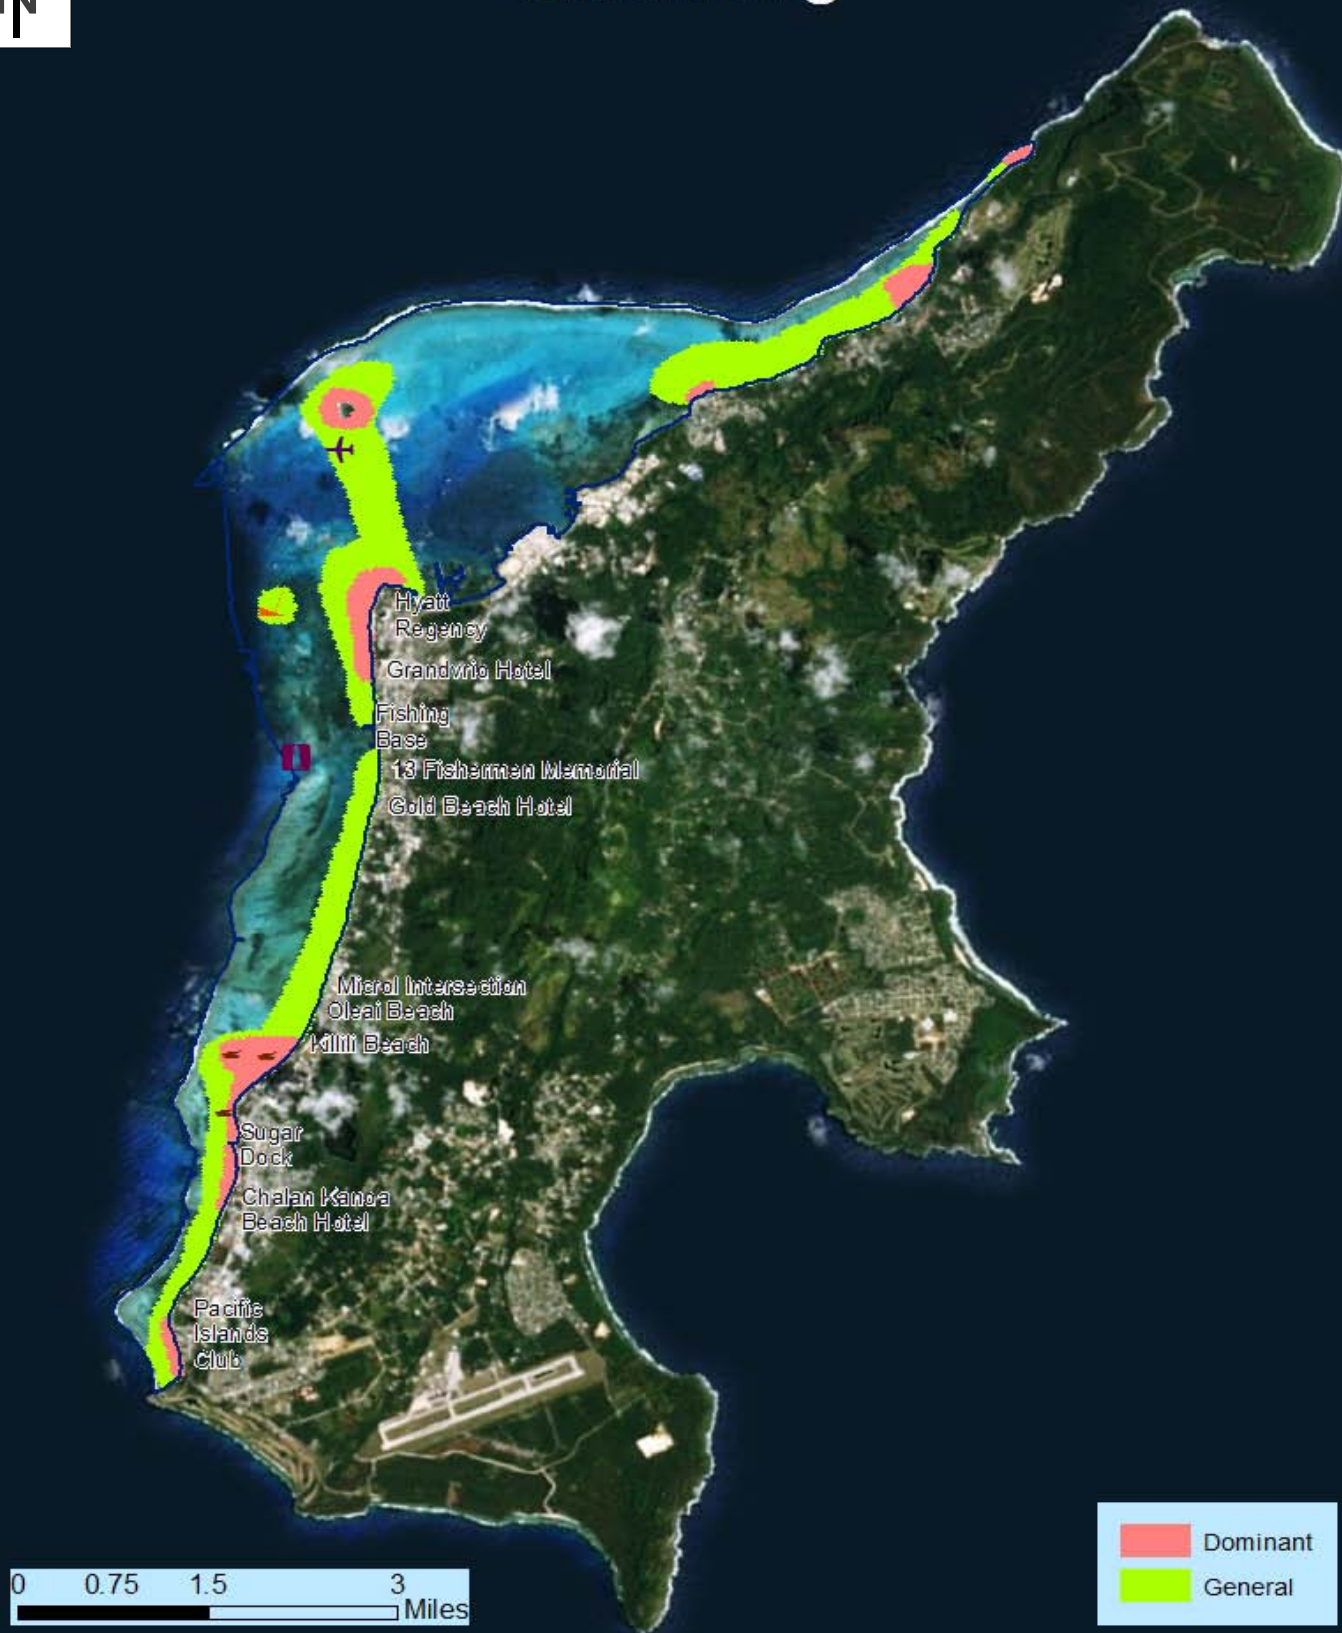 N
Hyatt
Regency
Grandvrio Hotel
Fishing
Base
13 Fishermen Memorial
Gold Beach Hotel
Microl Intersection
Oleai Beach
Kilili Beach
Sugar
Dock
Chalan Kanoa
Beach Hotel
Pacific
Islands
Club
0 0.75 1.5 3
Miles
Dominant
General